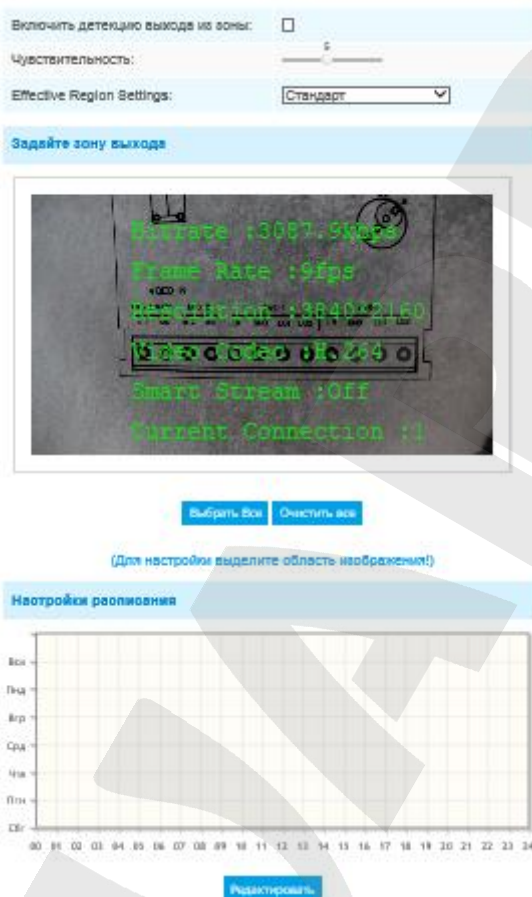 Включить детекцию выхода из зоны:
Чувствительность:
5
Effective Region Settings:
Стандарт
Задайте зону выхода
Bitrate :3087.9kbps
Frame Rate :9fps
Resolution :3840*2160
Video Codec :H.264
Smart Stream :Off
Current Connection :1
Выбрать Все Очистить все
(Для настройки выделите область изображения!)
Настройки расписания
Вск
Пнд
Втр
Срд
Птн
Сбт
00 01 02 03 04 05 06 07 08 09 10 11 12 13 14 15 16 17 18 19 20 21 22 23 24
Редактировать